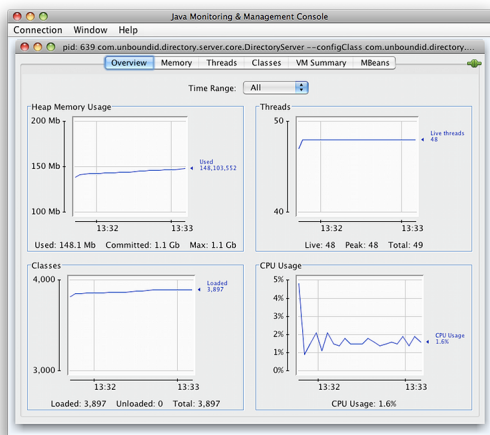 Java Monitoring & Management Console
Connection Window Help
pid: 639 com.unboundid.directory.server.core.DirectoryServer --configClass com.unboundid.directory....
Overview Memory Threads Classes VM Summary MBeans
Time Range: All
Heap Memory Usage
200 Mb
150 Mb
100 Mb
Used
148,103,552
13:32 13:33
Used: 148.1 Mb Committed: 1.1 Gb Max: 1.1 Gb
Threads
50
40
Live threads
48
13:32 13:33
Live: 48 Peak: 48 Total: 49
Classes
4,000
3,000
Loaded
3,897
13:32 13:33
Loaded: 3,897 Unloaded: 0 Total: 3,897
CPU Usage
5%
4%
3%
2%
1%
0%
CPU Usage
1.6%
13:32 13:33
CPU Usage: 1.6%